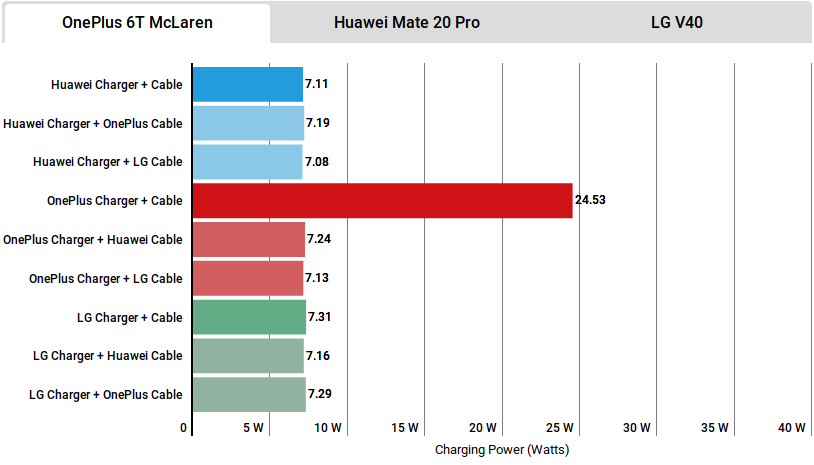 OnePlus 6T McLaren Huawei Mate 20 Pro LG V40
Huawei Charger + Cable 7.11
Huawei Charger + OnePlus Cable 7.19
Huawei Charger + LG Cable 7.08
OnePlus Charger + Cable 24.53
OnePlus Charger + Huawei Cable 7.24
OnePlus Charger + LG Cable 7.13
LG Charger + Cable 7.31
LG Charger + Huawei Cable 7.16
LG Charger + OnePlus Cable 7.29
0 5 W 10 W 15 W 20 W 25 W 30 W 35 W 40 W
Charging Power (Watts)